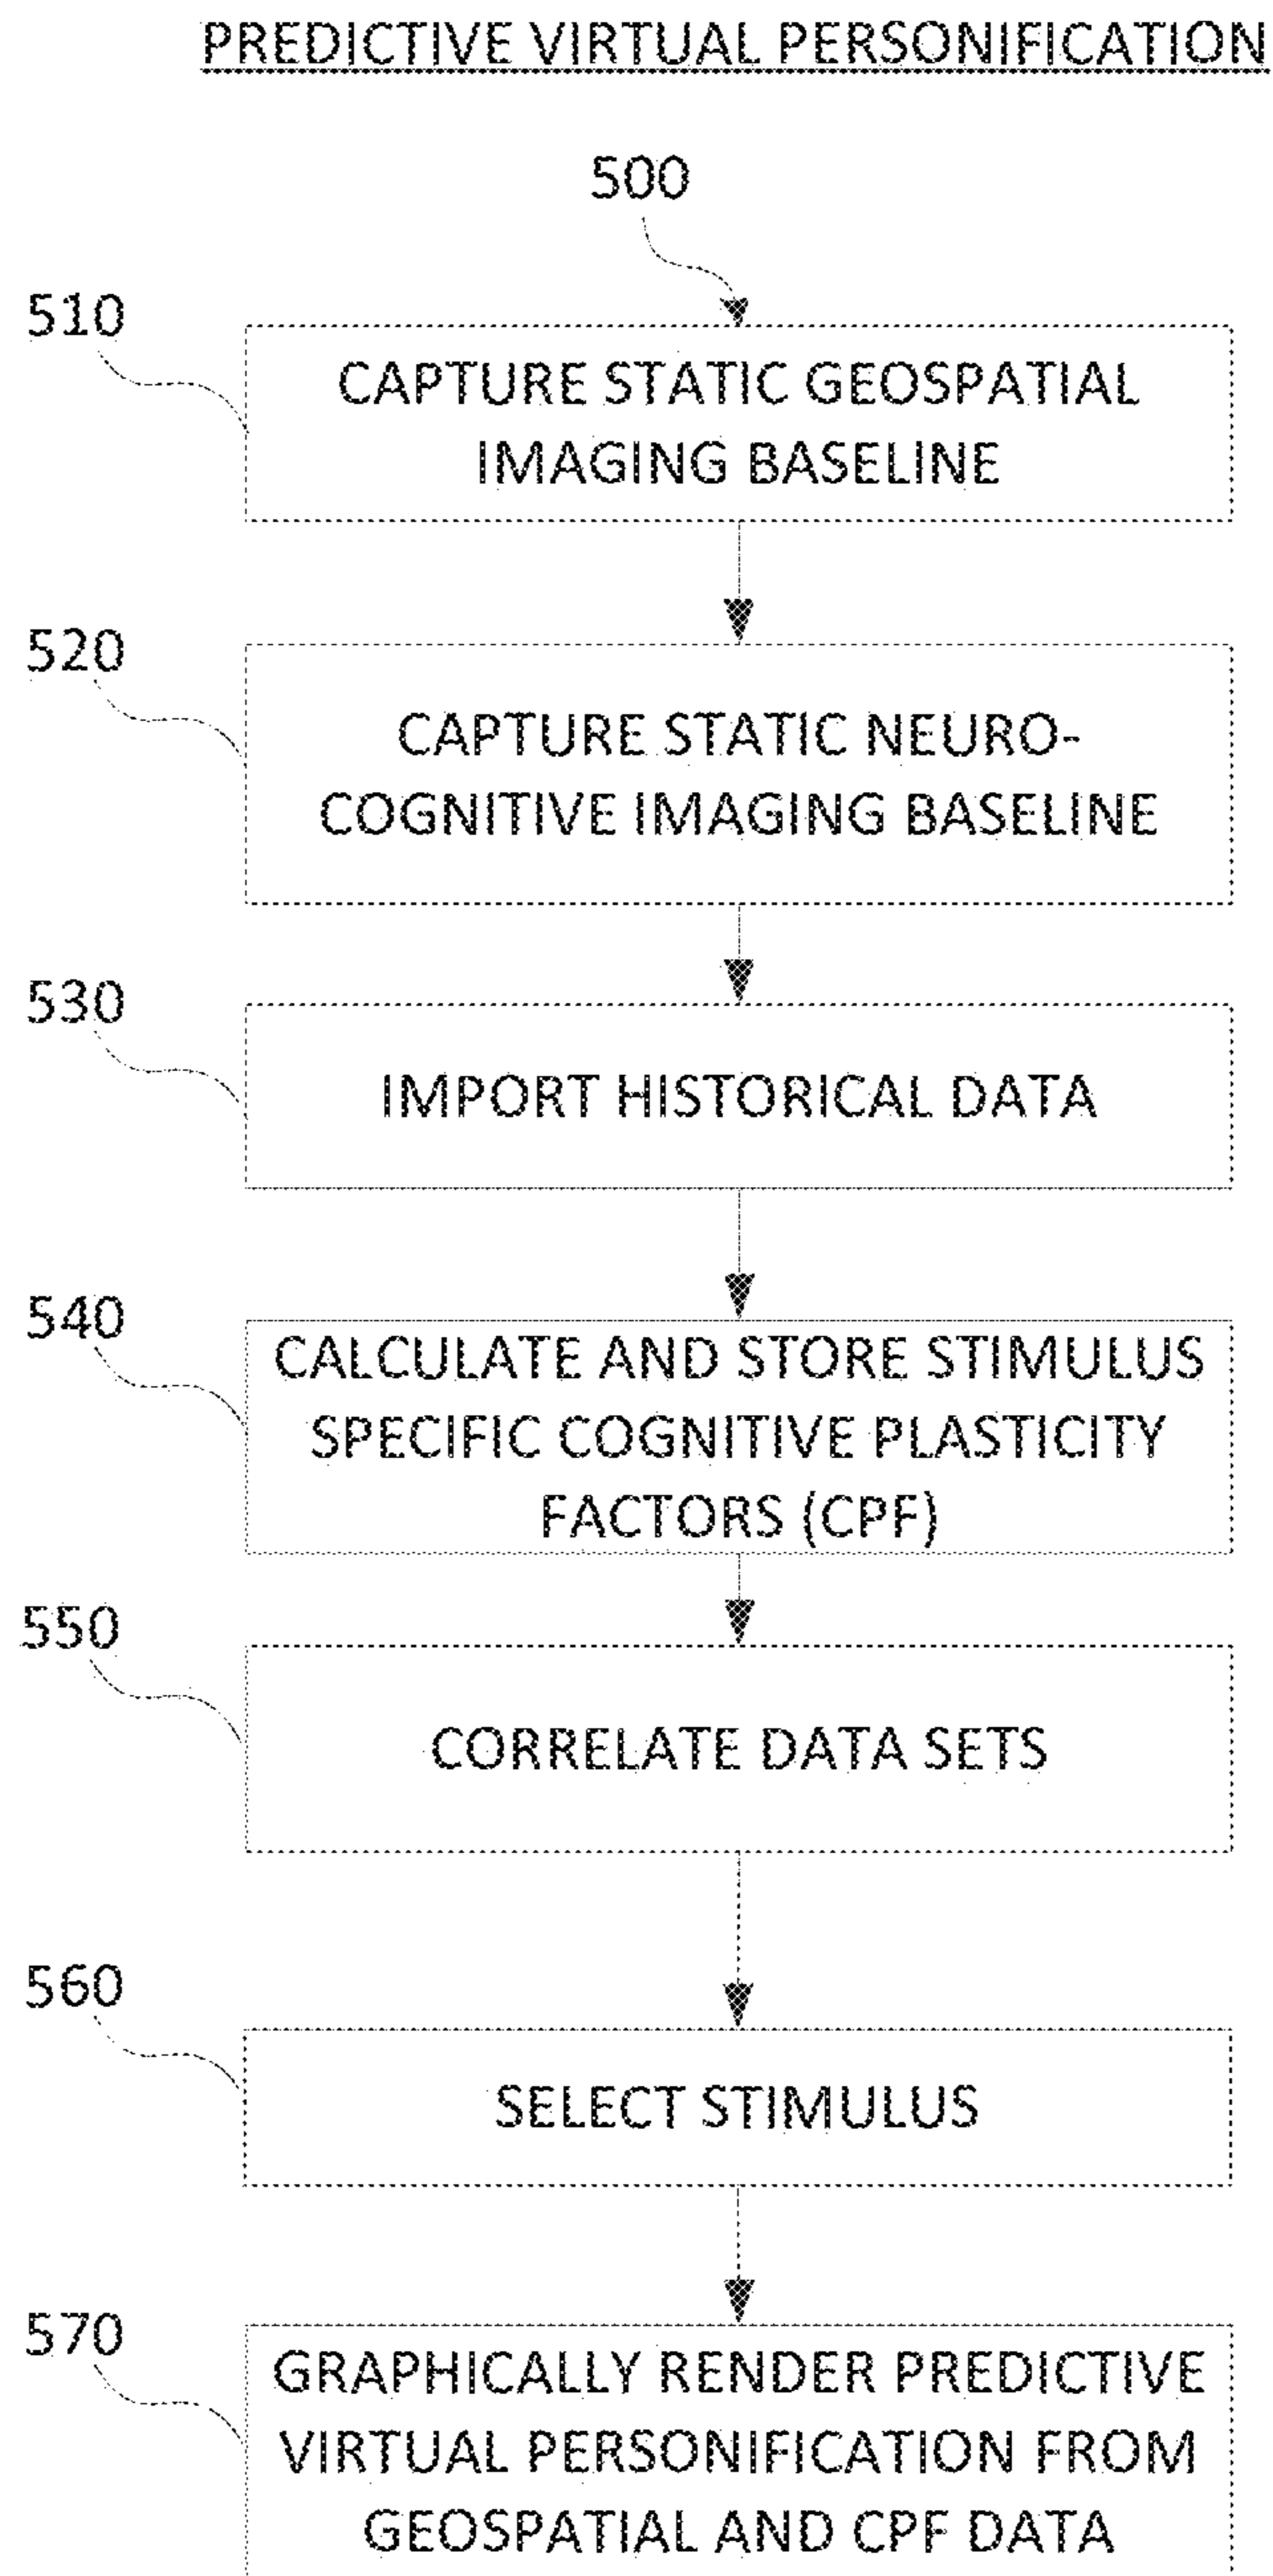 PREDICTIVE VIRTUAL PERSONIFICATION
500
510
CAPTURE STATIC GEOSPATIAL
IMAGING BASELINE
520
CAPTURE STATIC NEURO-
COGNITIVE IMAGING BASELINE
530
IMPORT HISTORICAL DATA
540
CALCULATE AND STORE STIMULUS
SPECIFIC COGNITIVE PLASTICITY
FACTORS (CPF)
550
CORRELATE DATA SETS
560
SELECT STIMULUS
570
GRAPHICALLY RENDER PREDICTIVE
VIRTUAL PERSONIFICATION FROM
GEOSPATIAL AND CPF DATA